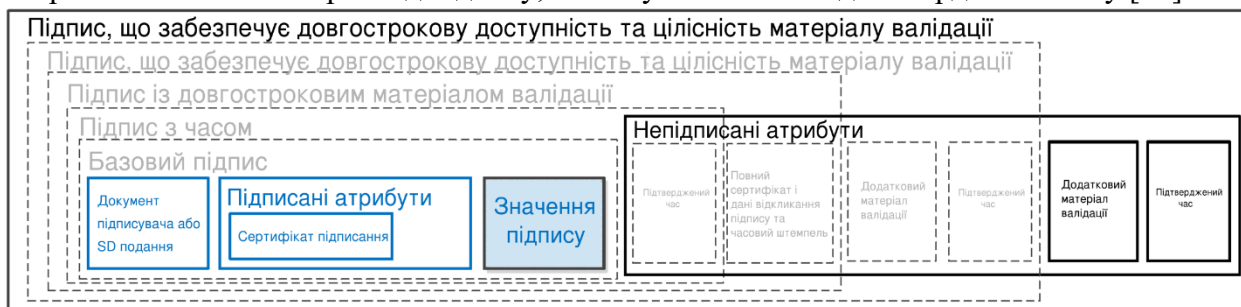 Підпис, що забезпечує довгострокову доступність та цілісність матеріалу валідації
Підпис, що забезпечує довгострокову доступність та цілісність матеріалу валідації
Підпис із довгостроковим матеріалом валідації
Підпис з часом
Базовий підпис
Документ
підписувача або
SD подання
Підписані атрибути
Сертифікат підписання
Значення
підпису
Непідписані атрибути
Підтверджений
час
Повний
сертифікат і
дані відкликання
підпису та
часовий штемпель
Додатковий
матеріал
валідації
Підтверджений
час
Додатковий
матеріал
валідації
Підтверджений
час